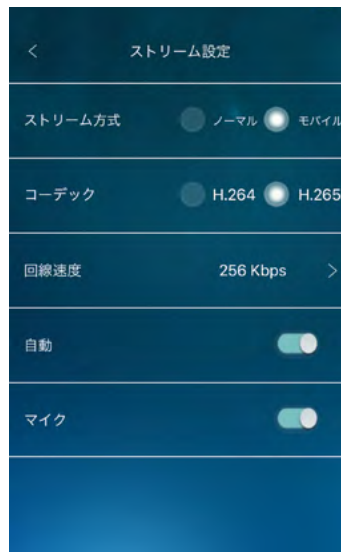 < ストリーム設定
ストリーム方式 ノーマル モバイル
コーデック H.264 H.265
回線速度 256 Kbps >
自動
マイク